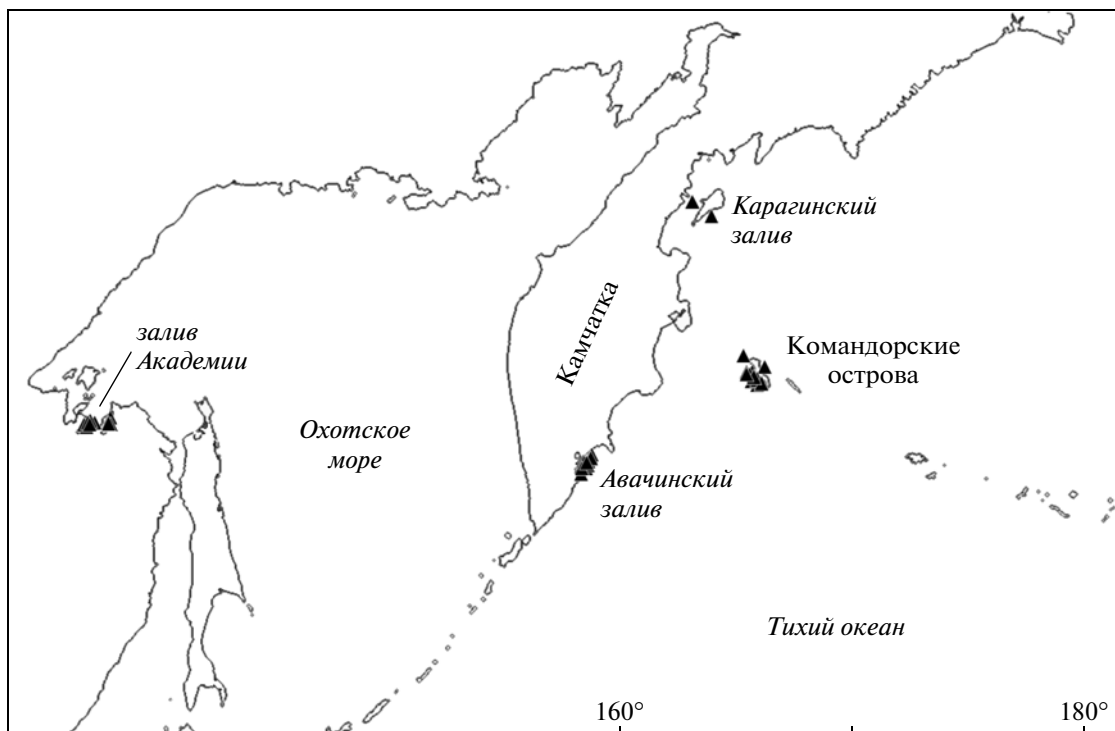 Карагинский
залив
Камчатка
залив
Академии
Командорские
острова
Охотское
море
Авачинский
залив
Тихий океан
160°
180°